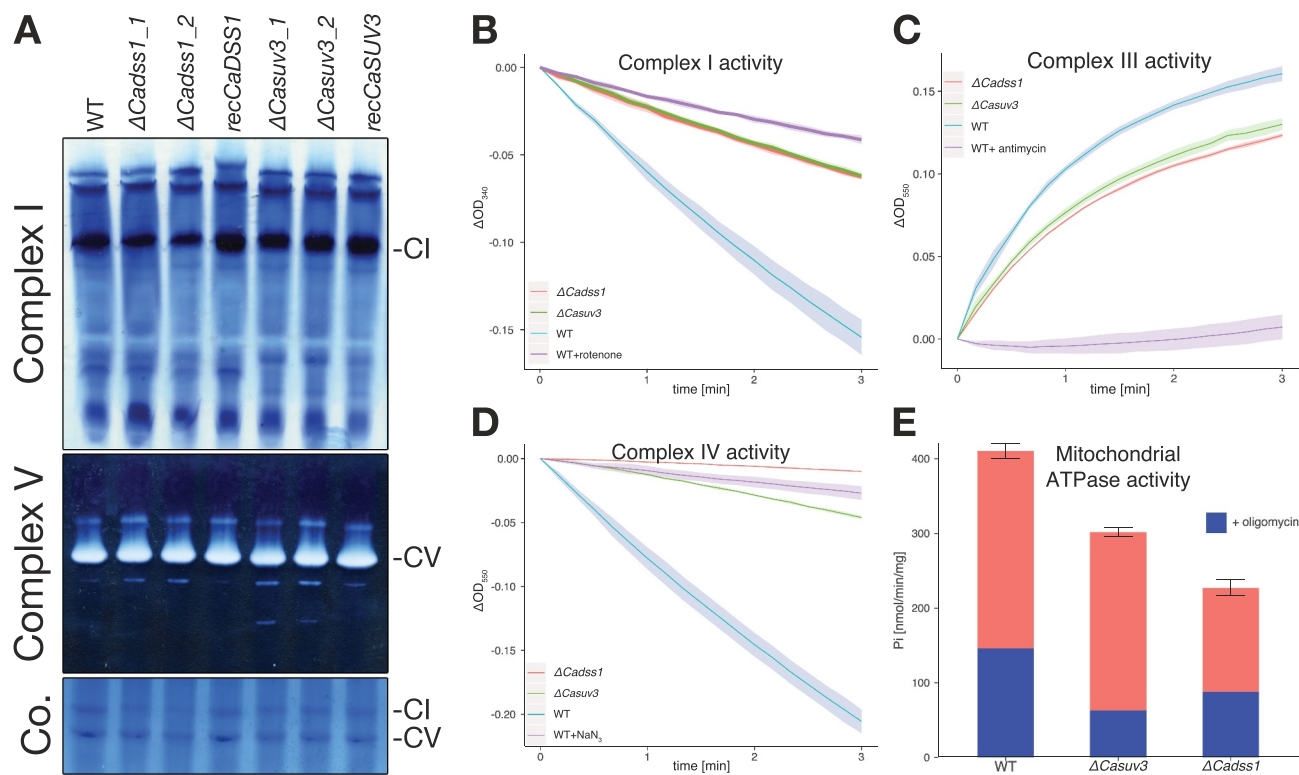 A
WT
ΔCadss1_1
ΔCadss1_2
recCaDSS1
ΔCasuv3_1
ΔCasuv3_2
recCaSUV3
Complex I
-CI
Complex V
-CV
Co.
-CI
-CV
B
Complex I activity
0.00
-0.05
-0.10
-0.15
ΔOD340
ΔCadss1
ΔCasuv3
WT
WT+rotenone
0
1
2
3
time [min]
C
Complex III activity
ΔCadss1
ΔCasuv3
WT
WT+ antimycin
0.15
0.10
0.05
0.00
ΔOD550
0
1
2
3
time [min]
D
Complex IV activity
0.00
-0.05
-0.10
-0.15
-0.20
ΔOD550
ΔCadss1
ΔCasuv3
WT
WT+NaN3
0
1
2
3
time [min]
E
Mitochondrial
ATPase activity
+ oligomycin
400
300
200
100
0
Pi [nmol/min/mg]
WT
ΔCasuv3
ΔCadss1